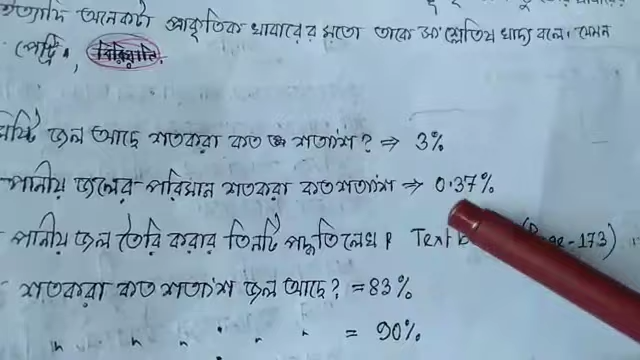 ইত্যাদি অনেকটা প্রাকৃতিক খাবারের মতো তাকে বলে। যেমন
পেস্ট্রি, বিরিয়ানি
জল আছে শতকরা কত শতাংশ? ⇒ 3%
পানীয় জলের পরিমান শতকরা কত শতাংশ ⇒ 0.37%
পানীয় জল তৈরি করার তিনটি পদ্ধতি লেখ। Text -173)
শতকরা কত শতাংশ জল আছে? = 83%
" " " " " = 90%